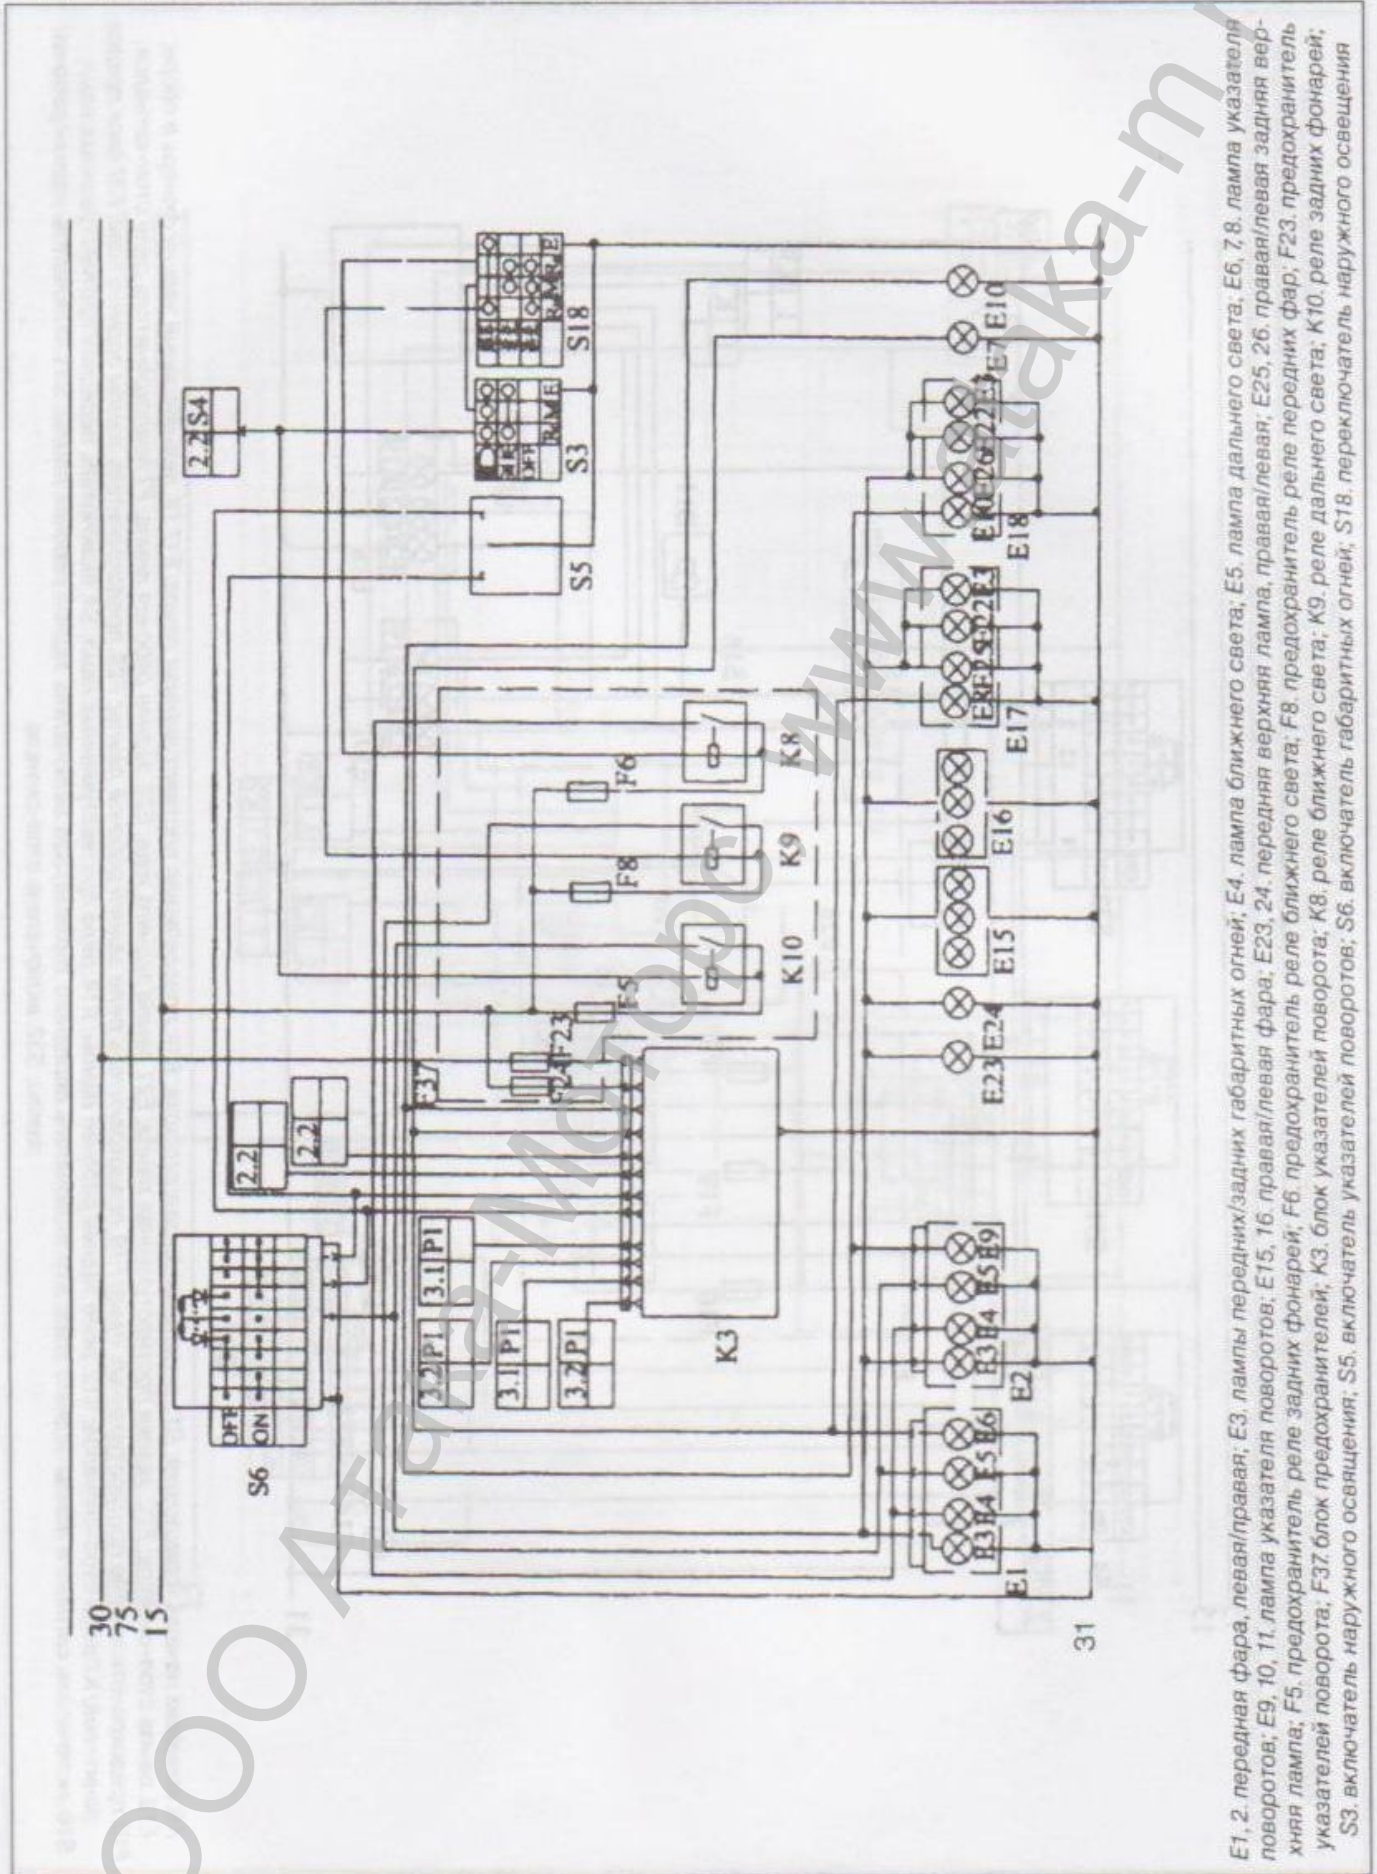 30
75
15
S6
OFF
ON
2.2
2.2
2.2 S4
3.2 P1
3.1 P1
3.1 P1
3.2 P1
K3
F37
F24
F23
F5
F8
F6
K10
K9
K8
S5
S3
OFF
S18
E1
E3
E4
E5
E6
E2
E3
E4
E5
E9
E23
E24
E15
E16
E17
E18
E7
E10
31
E1, 2. передная фара, левая/правая; E3. лампы передних/задних габаритных огней; E4. лампа ближнего света; E5. лампа дальнего света; E6, 7, 8. лампа указателя
поворотов; E9, 10, 11. лампа указателя поворотов; E15, 16. правая/левая фара; E23, 24. передняя верхняя лампа, правая/левая; E25, 26. правая/левая задняя вер-
хняя лампа; F5. предохранитель реле задних фонарей; F6. предохранитель реле ближнего света; F8. предохранитель реле передних фар; F23. предохранитель
указателей поворота; F37. блок предохранителей; K3. блок указателей поворота; K8. реле ближнего света; K9. реле дальнего света; K10. реле задних фонарей;
S3. включатель наружного освящения; S5. включатель указателей поворотов; S6. включатель габаритных огней; S18. переключатель наружного освещения
ООО Атака-Моторс, www.ataka-m.r